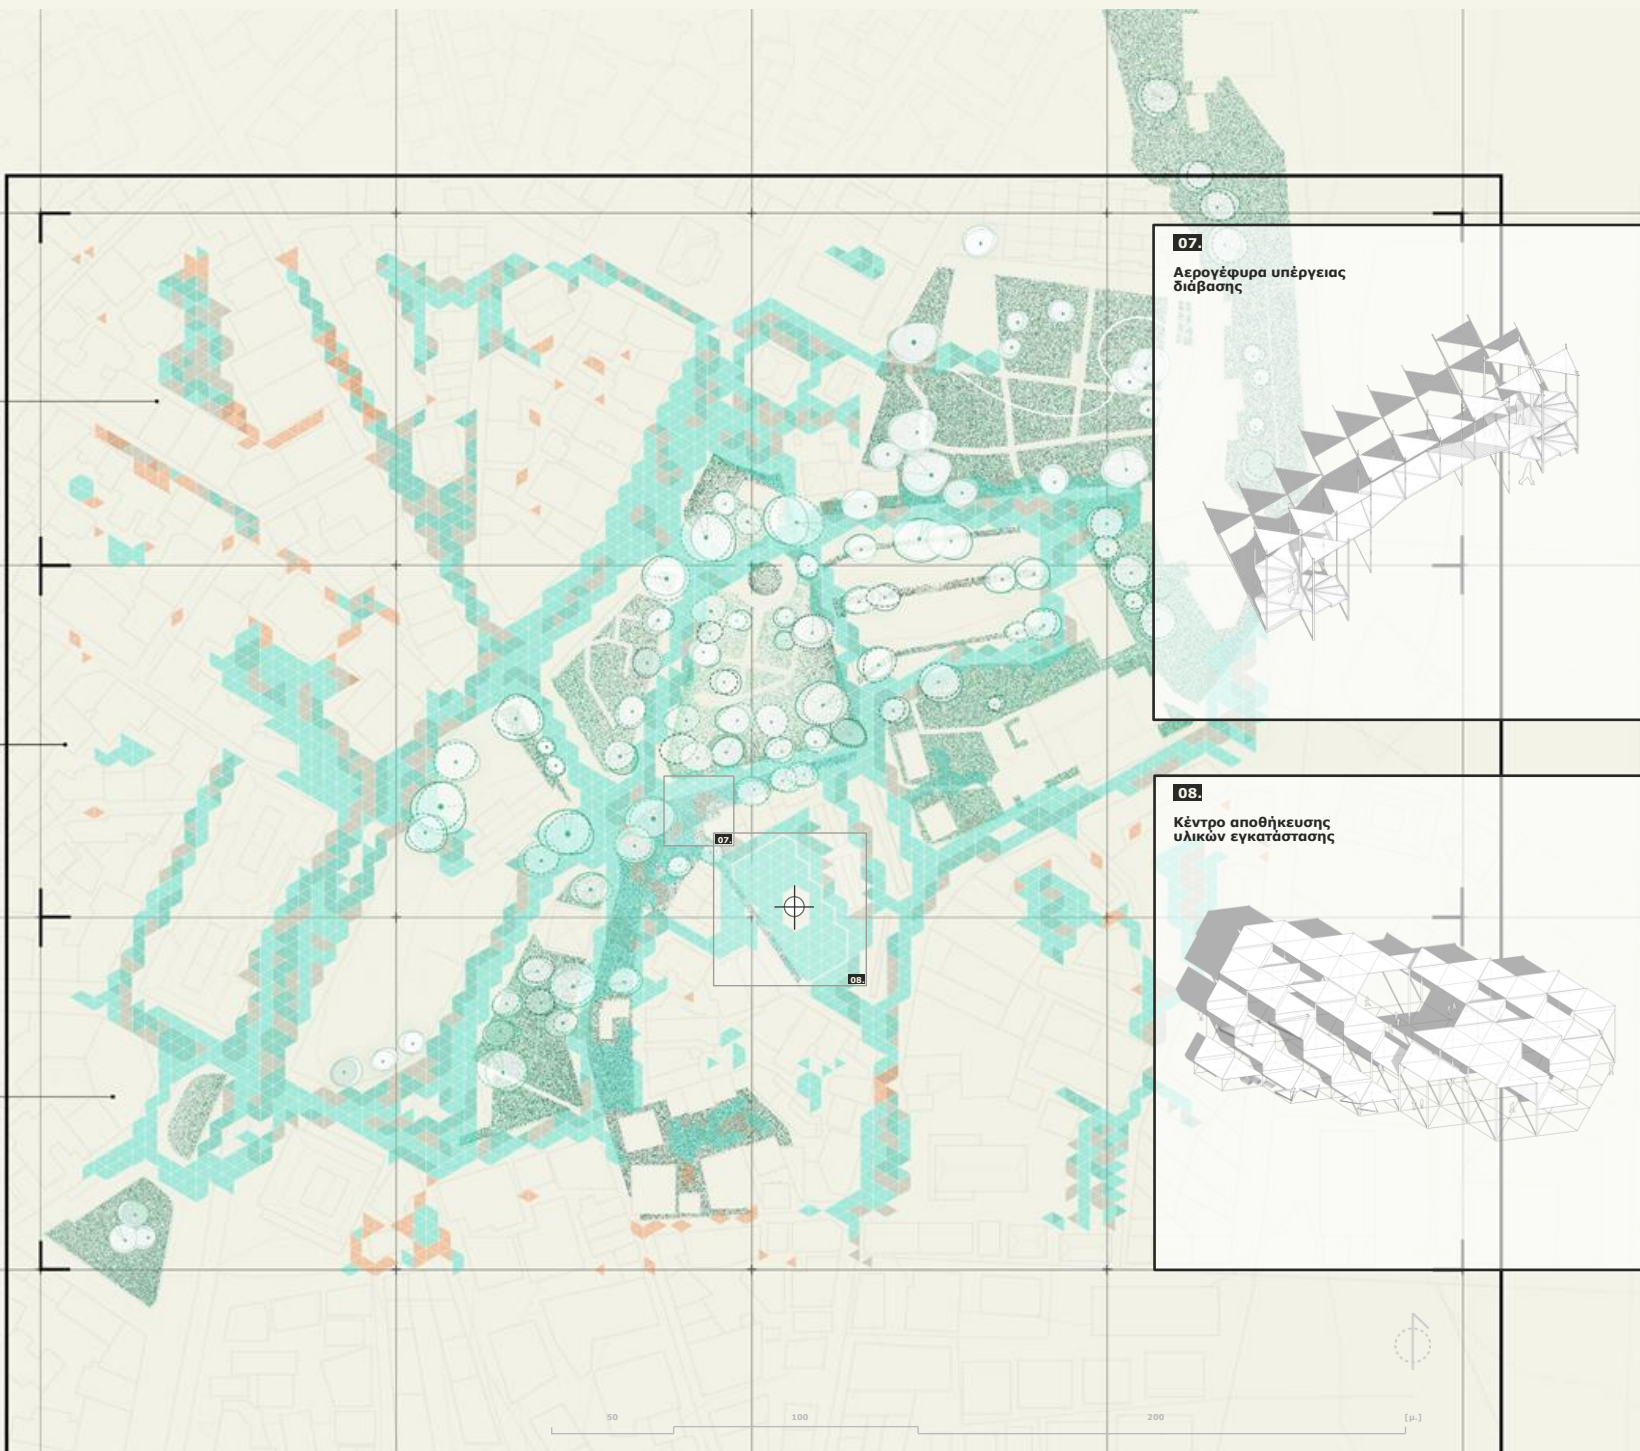 07.
Αερογέφυρα υπέργειας
διάβασης
08.
Κέντρο αποθήκευσης
υλικών εγκατάστασης
07.
08.
50 100 200 [μ.]